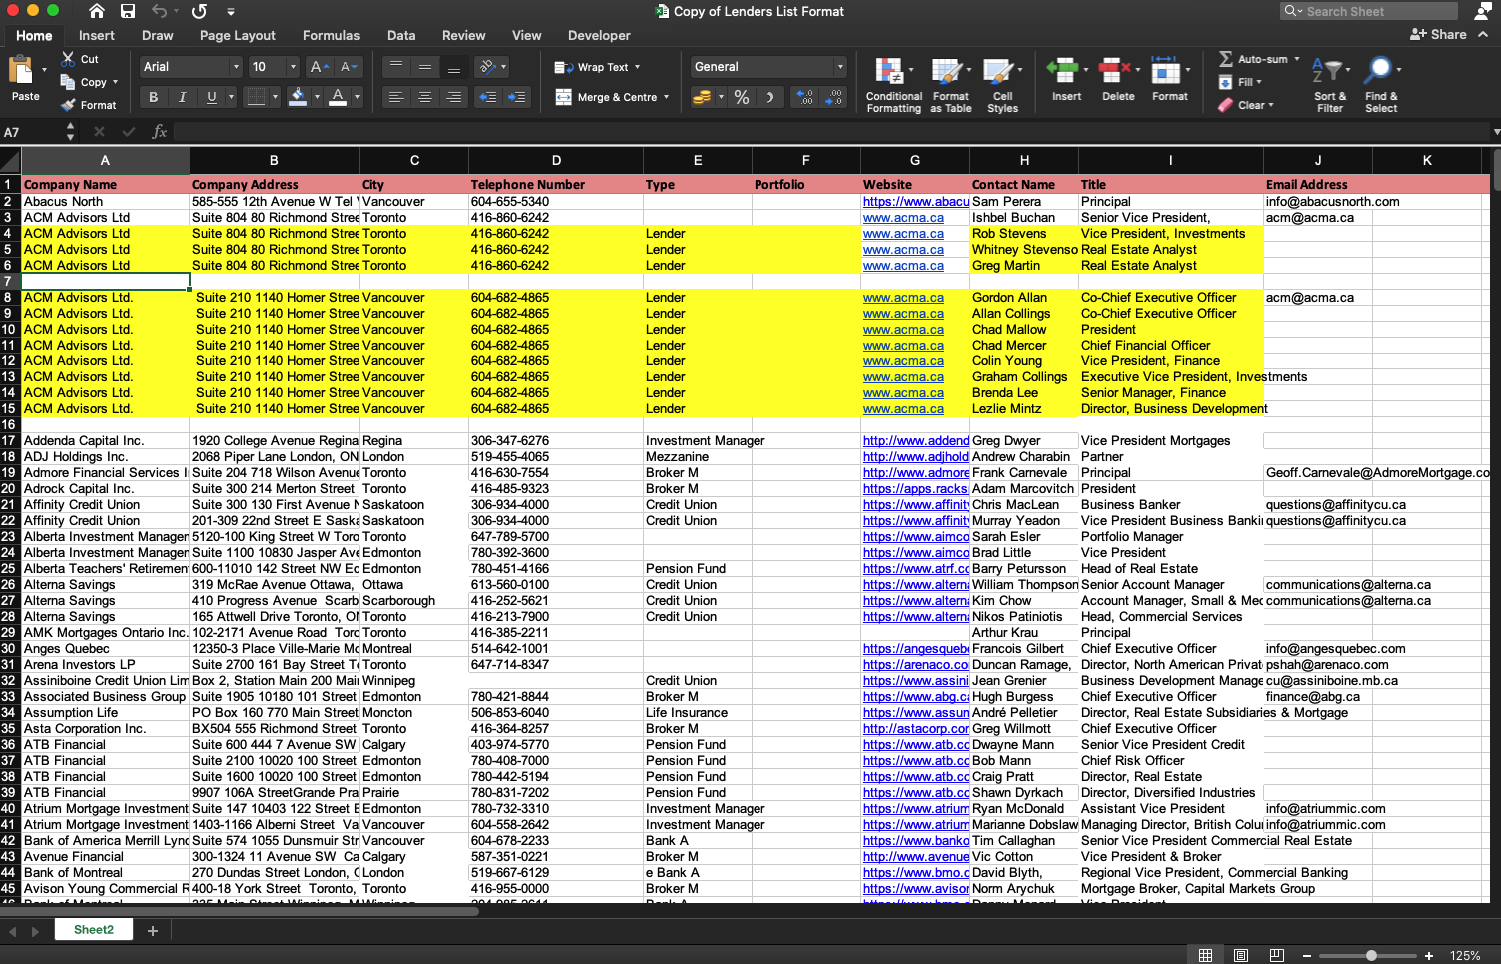 Copy of Lenders List Format
Search Sheet
Home Insert Draw Page Layout Formulas Data Review View Developer
Share
Paste
Cut
Copy
Format
Arial 10
A A
B I U A
Wrap Text
Merge & Centre
General
%
Conditional Formatting
Format as Table
Cell Styles
Insert Delete Format
Auto-sum
Fill
Clear
Sort & Filter
Find & Select
A7 fx
A B C D E F G H I J K
1 Company Name Company Address City Telephone Number Type Portfolio Website Contact Name Title Email Address
2 Abacus North 585-555 12th Avenue W Tel Vancouver 604-655-5340 https://www.abacu Sam Perera Principal info@abacusnorth.com
3 ACM Advisors Ltd Suite 804 80 Richmond Stree Toronto 416-860-6242 www.acma.ca Ishbel Buchan Senior Vice President, acm@acma.ca
4 ACM Advisors Ltd Suite 804 80 Richmond Stree Toronto 416-860-6242 Lender www.acma.ca Rob Stevens Vice President, Investments
5 ACM Advisors Ltd Suite 804 80 Richmond Stree Toronto 416-860-6242 Lender www.acma.ca Whitney Stevenso Real Estate Analyst
6 ACM Advisors Ltd Suite 804 80 Richmond Stree Toronto 416-860-6242 Lender www.acma.ca Greg Martin Real Estate Analyst
7
8 ACM Advisors Ltd. Suite 210 1140 Homer Stree Vancouver 604-682-4865 Lender www.acma.ca Gordon Allan Co-Chief Executive Officer acm@acma.ca
9 ACM Advisors Ltd. Suite 210 1140 Homer Stree Vancouver 604-682-4865 Lender www.acma.ca Allan Collings Co-Chief Executive Officer
10 ACM Advisors Ltd. Suite 210 1140 Homer Stree Vancouver 604-682-4865 Lender www.acma.ca Chad Mallow President
11 ACM Advisors Ltd. Suite 210 1140 Homer Stree Vancouver 604-682-4865 Lender www.acma.ca Chad Mercer Chief Financial Officer
12 ACM Advisors Ltd. Suite 210 1140 Homer Stree Vancouver 604-682-4865 Lender www.acma.ca Colin Young Vice President, Finance
13 ACM Advisors Ltd. Suite 210 1140 Homer Stree Vancouver 604-682-4865 Lender www.acma.ca Graham Collings Executive Vice President, Investments
14 ACM Advisors Ltd. Suite 210 1140 Homer Stree Vancouver 604-682-4865 Lender www.acma.ca Brenda Lee Senior Manager, Finance
15 ACM Advisors Ltd. Suite 210 1140 Homer Stree Vancouver 604-682-4865 Lender www.acma.ca Lezlie Mintz Director, Business Development
16
17 Addenda Capital Inc. 1920 College Avenue Regina Regina 306-347-6276 Investment Manager http://www.addend Greg Dwyer Vice President Mortgages
18 ADJ Holdings Inc. 2068 Piper Lane London, ON London 519-455-4065 Mezzanine http://www.adjhold Andrew Charabin Partner
19 Admore Financial Services I Suite 204 718 Wilson Avenue Toronto 416-630-7554 Broker M http://www.admore Frank Carnevale Principal Geoff.Carnevale@AdmoreMortgage.co
20 Adrock Capital Inc. Suite 300 214 Merton Street Toronto 416-485-9323 Broker M https://apps.racks Adam Marcovitch President
21 Affinity Credit Union Suite 300 130 First Avenue N Saskatoon 306-934-4000 Credit Union https://www.affinit Chris MacLean Business Banker questions@affinitycu.ca
22 Affinity Credit Union 201-309 22nd Street E Saska Saskatoon 306-934-4000 Credit Union https://www.affinit Murray Yeadon Vice President Business Banki questions@affinitycu.ca
23 Alberta Investment Manager 5120-100 King Street W Toro Toronto 647-789-5700 https://www.aimco Sarah Esler Portfolio Manager
24 Alberta Investment Manager Suite 1100 10830 Jasper Ave Edmonton 780-392-3600 https://www.aimco Brad Little Vice President
25 Alberta Teachers' Retiremen 600-11010 142 Street NW Ec Edmonton 780-451-4166 Pension Fund https://www.atrf.cc Barry Petursson Head of Real Estate
26 Alterna Savings 319 McRae Avenue Ottawa, Ottawa 613-560-0100 Credit Union https://www.altern William Thompson Senior Account Manager communications@alterna.ca
27 Alterna Savings 410 Progress Avenue Scarb Scarborough 416-252-5621 Credit Union https://www.altern Kim Chow Account Manager, Small & Mec communications@alterna.ca
28 Alterna Savings 165 Attwell Drive Toronto, O Toronto 416-213-7900 Credit Union https://www.altern Nikos Patiniotis Head, Commercial Services
29 AMK Mortgages Ontario Inc. 102-2171 Avenue Road Torc Toronto 416-385-2211 Arthur Krau Principal
30 Anges Quebec 12350-3 Place Ville-Marie Mc Montreal 514-642-1001 https://angesqueb Francois Gilbert Chief Executive Officer info@angesquebec.com
31 Arena Investors LP Suite 2700 161 Bay Street T Toronto 647-714-8347 https://arenaco.co Duncan Ramage, Director, North American Privat pshah@arenaco.com
32 Assiniboine Credit Union Lim Box 2, Station Main 200 Mai Winnipeg Credit Union https://www.assini Jean Grenier Business Development Manage cu@assiniboine.mb.ca
33 Associated Business Group Suite 1905 10180 101 Street Edmonton 780-421-8844 Broker M https://www.abg.c Hugh Burgess Chief Executive Officer finance@abg.ca
34 Assumption Life PO Box 160 770 Main Street Moncton 506-853-6040 Life Insurance https://www.assun André Pelletier Director, Real Estate Subsidiaries & Mortgage
35 Asta Corporation Inc. BX504 555 Richmond Street Toronto 416-364-8257 Broker M http://astacorp.cor Greg Willmott Chief Executive Officer
36 ATB Financial Suite 600 444 7 Avenue SW Calgary 403-974-5770 Pension Fund https://www.atb.cc Dwayne Mann Senior Vice President Credit
37 ATB Financial Suite 2100 10020 100 Street Edmonton 780-408-7000 Pension Fund https://www.atb.cc Bob Mann Chief Risk Officer
38 ATB Financial Suite 1600 10020 100 Street Edmonton 780-442-5194 Pension Fund https://www.atb.cc Craig Pratt Director, Real Estate
39 ATB Financial 9907 106A StreetGrande Pra Prairie 780-831-7202 Pension Fund https://www.atb.cc Shawn Dyrkach Director, Diversified Industries
40 Atrium Mortgage Investment Suite 147 10403 122 Street E Edmonton 780-732-3310 Investment Manager https://www.atrium Ryan McDonald Assistant Vice President info@atriummic.com
41 Atrium Mortgage Investment 1403-1166 Alberni Street Va Vancouver 604-558-2642 Investment Manager https://www.atrium Marianne Dobslaw Managing Director, British Colu info@atriummic.com
42 Bank of America Merrill Lync Suite 574 1055 Dunsmuir Str Vancouver 604-678-2233 Bank A https://www.banko Tim Callaghan Senior Vice President Commercial Real Estate
43 Avenue Financial 300-1324 11 Avenue SW Ca Calgary 587-351-0221 Broker M http://www.avenue Vic Cotton Vice President & Broker
44 Bank of Montreal 270 Dundas Street London, ( London 519-667-6129 e Bank A https://www.bmo.c David Blyth, Regional Vice President, Commercial Banking
45 Avison Young Commercial R 400-18 York Street Toronto, Toronto 416-955-0000 Broker M https://www.avisor Norm Arychuk Mortgage Broker, Capital Markets Group
Sheet2
125%